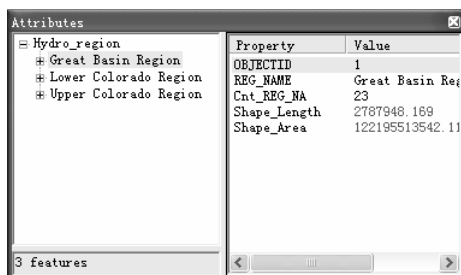 Attributes
Hydro_region
Great Basin Region
Lower Colorado Region
Upper Colorado Region
3 features
Property Value
OBJECTID 1
REG_NAME Great Basin Reg
Cnt_REG_NA 23
Shape_Length 2787948.169
Shape_Area 122195513542.11